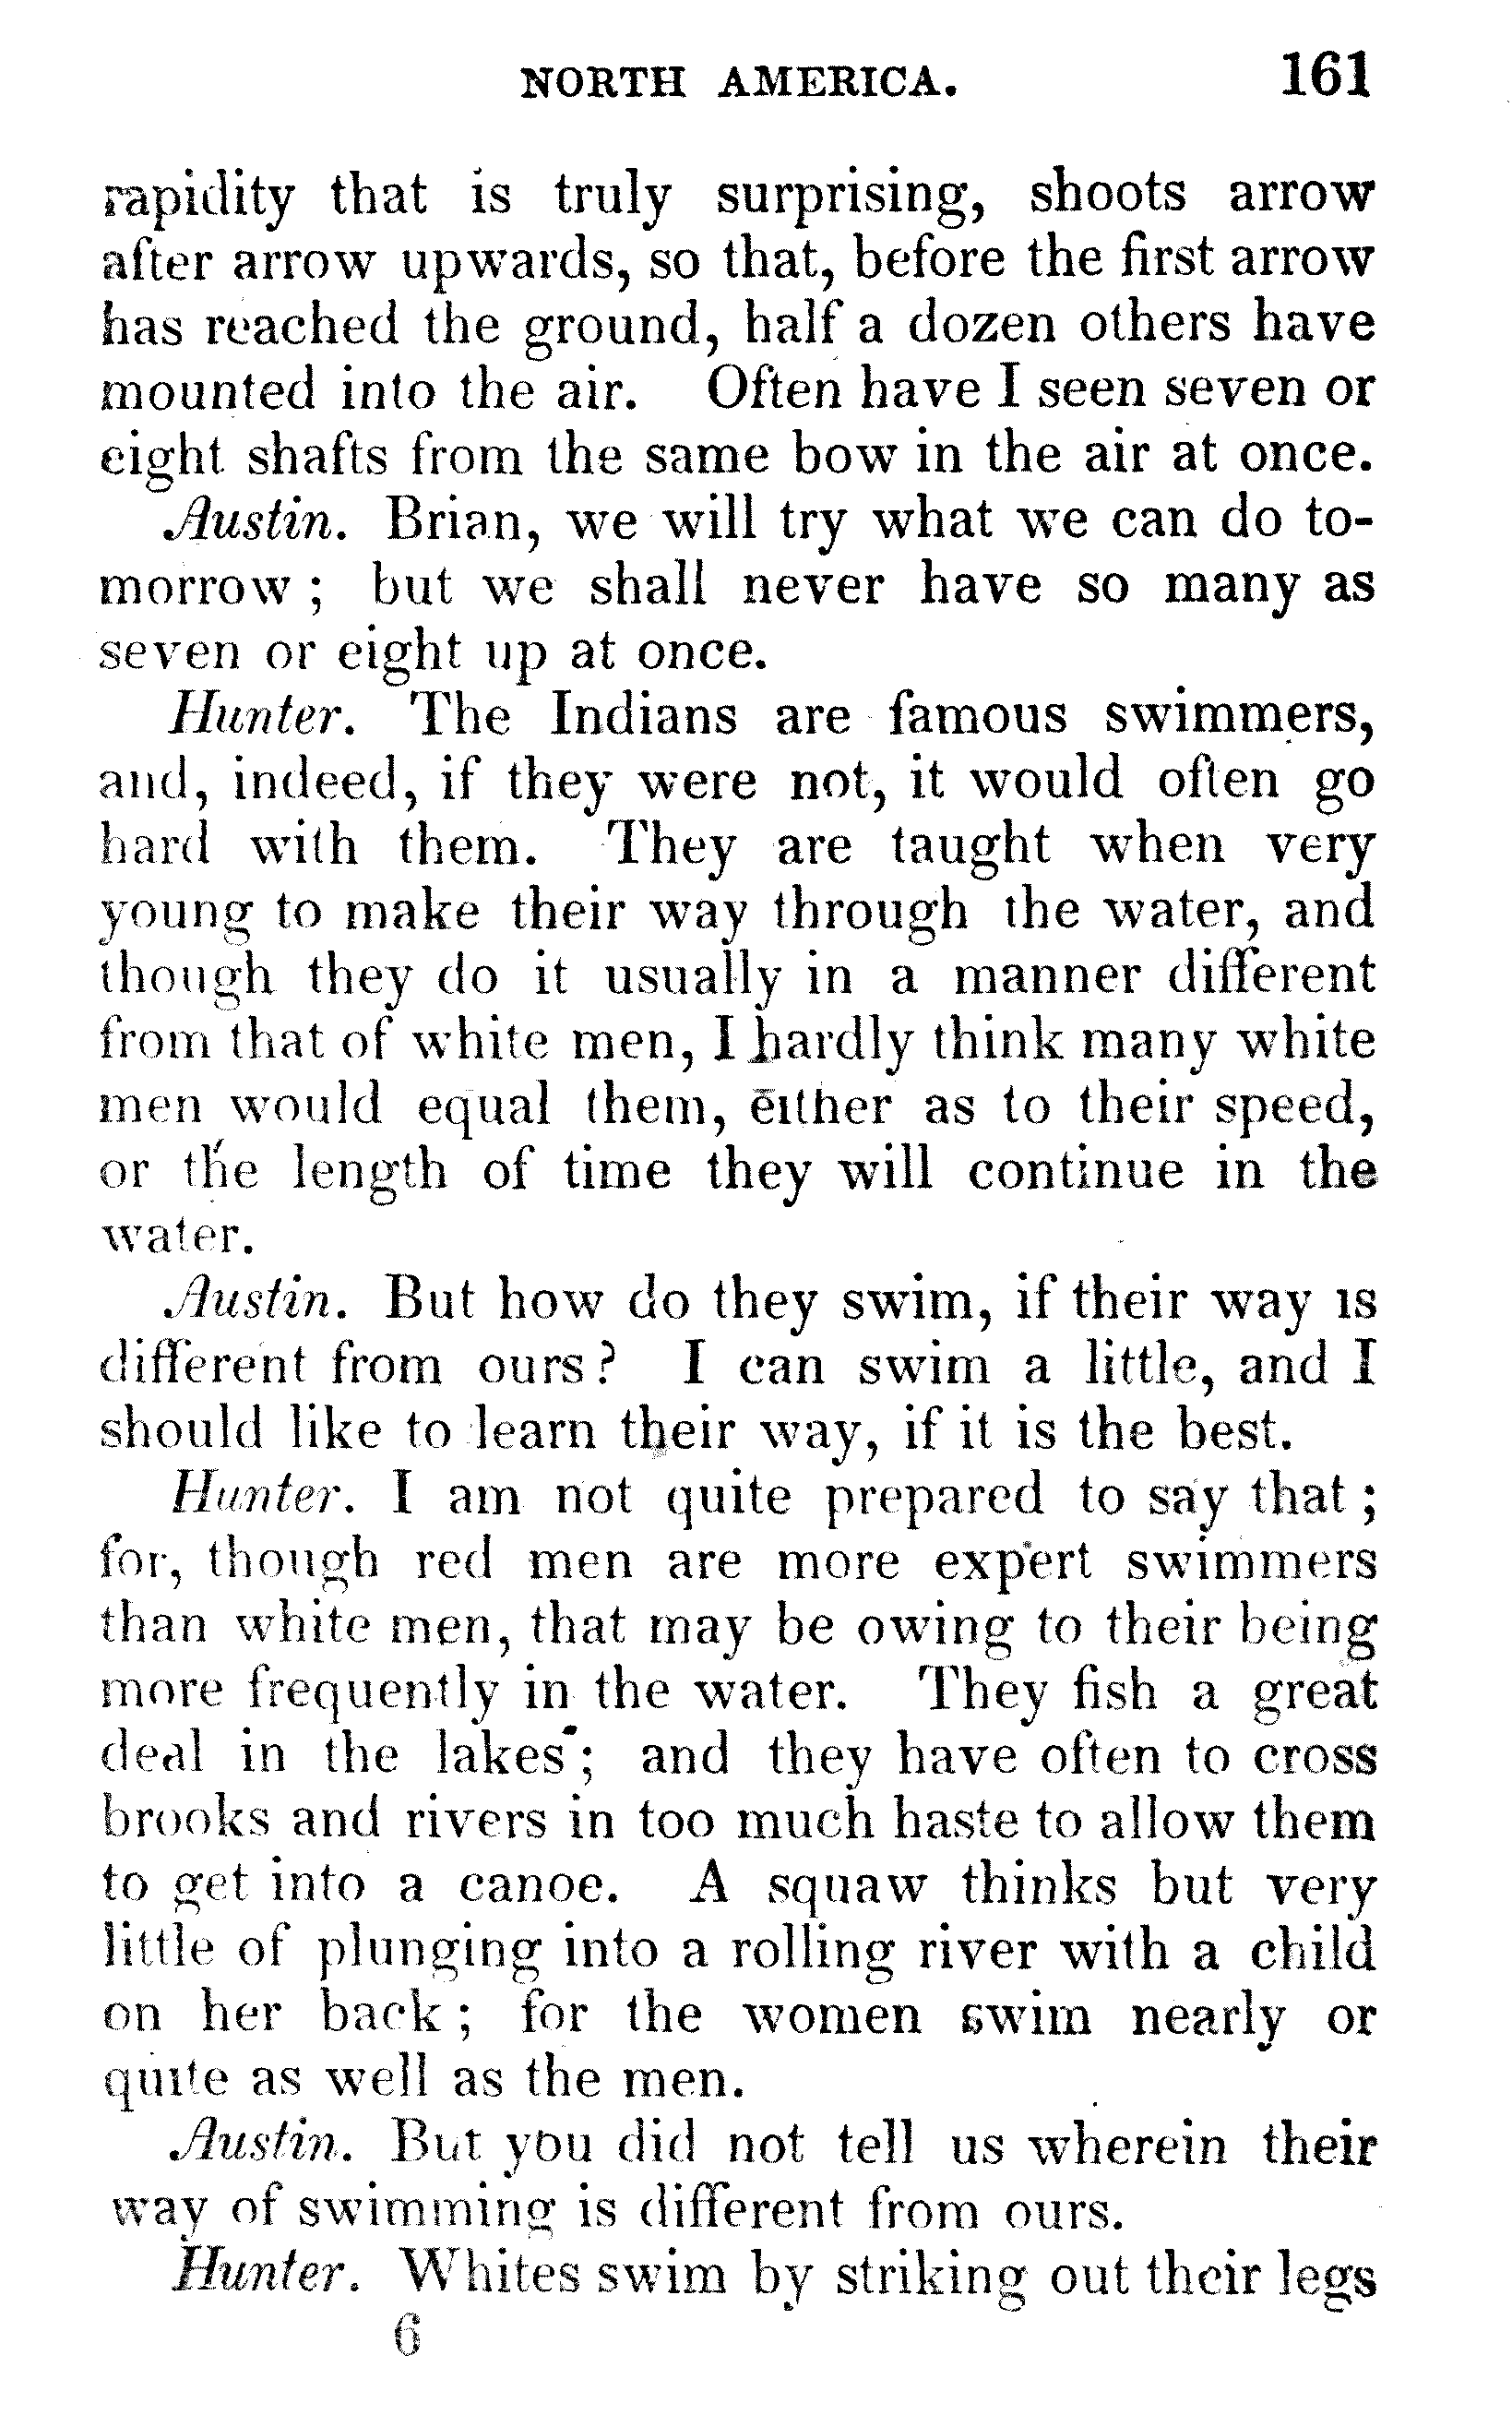 NORTH AMERICA. 161
rapidity that is truly surprising, shoots arrow
after arrow upwards, so that, before the first arrow
has reached the ground, half a dozen others have
mounted into the air. Often have I seen seven or
eight shafts from the same bow in the air at once.
Austin. Brian, we will try what we can do to-
morrow ; but we shall never have so many as
seven or eight up at once.
Hunter. The Indians are famous swimmers,
and, indeed, if they were not, it would often go
hard with them. They are taught when very
young to make their way through the water, and
though they do it usually in a manner different
from that of white men, I hardly think many white
men would equal them, either as to their speed,
or the length of time they will continue in the
water.
Austin. But how do they swim, if their way is
different from ours ? I can swim a little, and I
should like to learn their way, if it is the best.
Hunter. I am not quite prepared to say that ;
for, though red men are more expert swimmers
than white men, that may be owing to their being
more frequently in the water. They fish a great
deal in the lakes ; and they have often to cross
brooks and rivers in too much haste to allow them
to get into a canoe. A squaw thinks but very
little of plunging into a rolling river with a child
on her back ; for the women swim nearly or
quite as well as the men.
Austin. But you did not tell us wherein their
way of swimming is different from ours.
Hunter. Whites swim by striking out their legs
6